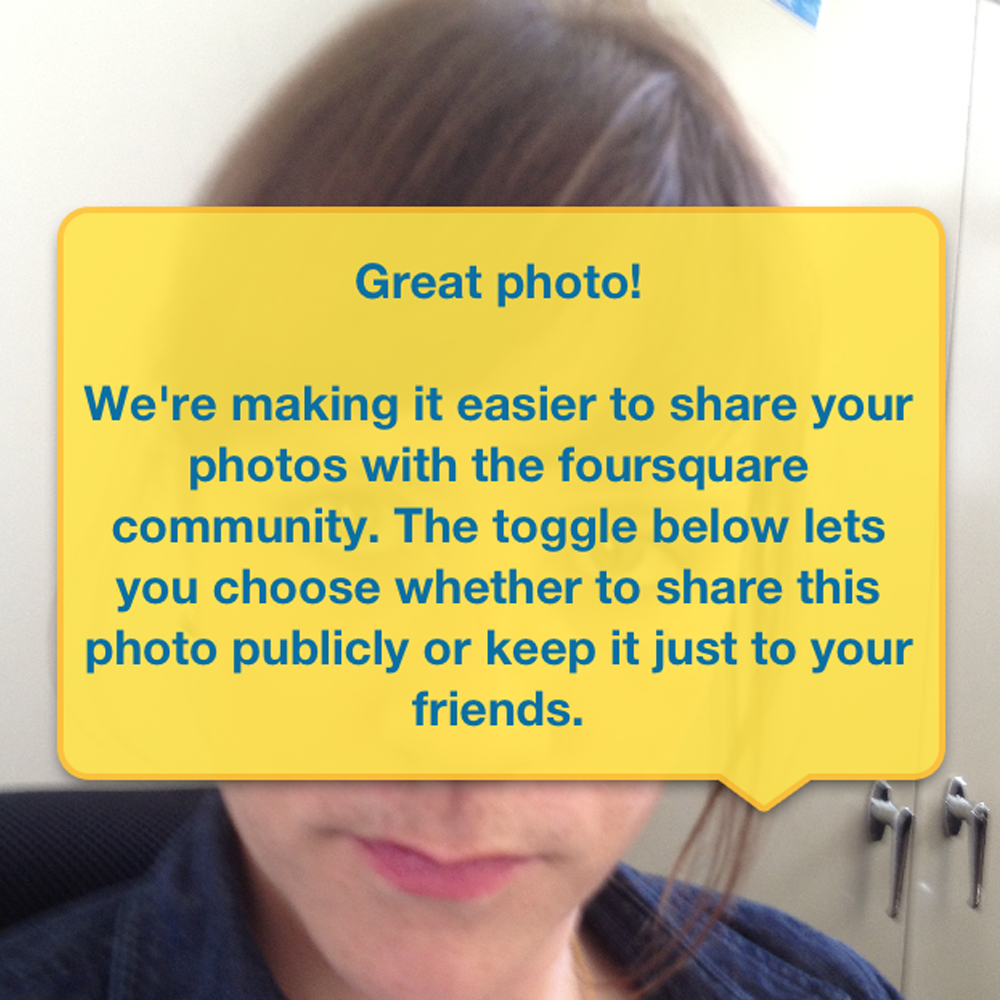 Great photo!
We're making it easier to share your
photos with the foursquare
community. The toggle below lets
you choose whether to share this
photo publicly or keep it just to your
friends.